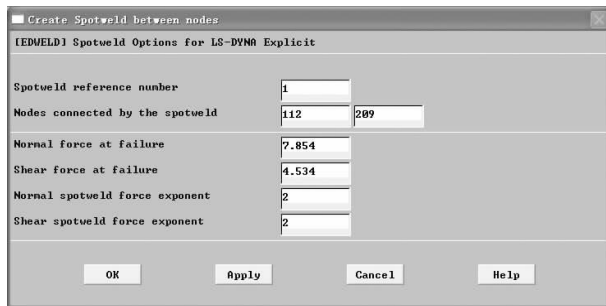 Create Spotweld between nodes
[EDWELD] Spotweld Options for LS-DYNA Explicit
Spotweld reference number 1
Nodes connected by the spotweld 112 209
Normal force at failure 7.854
Shear force at failure 4.534
Normal spotweld force exponent 2
Shear spotweld force exponent 2
OK Apply Cancel Help